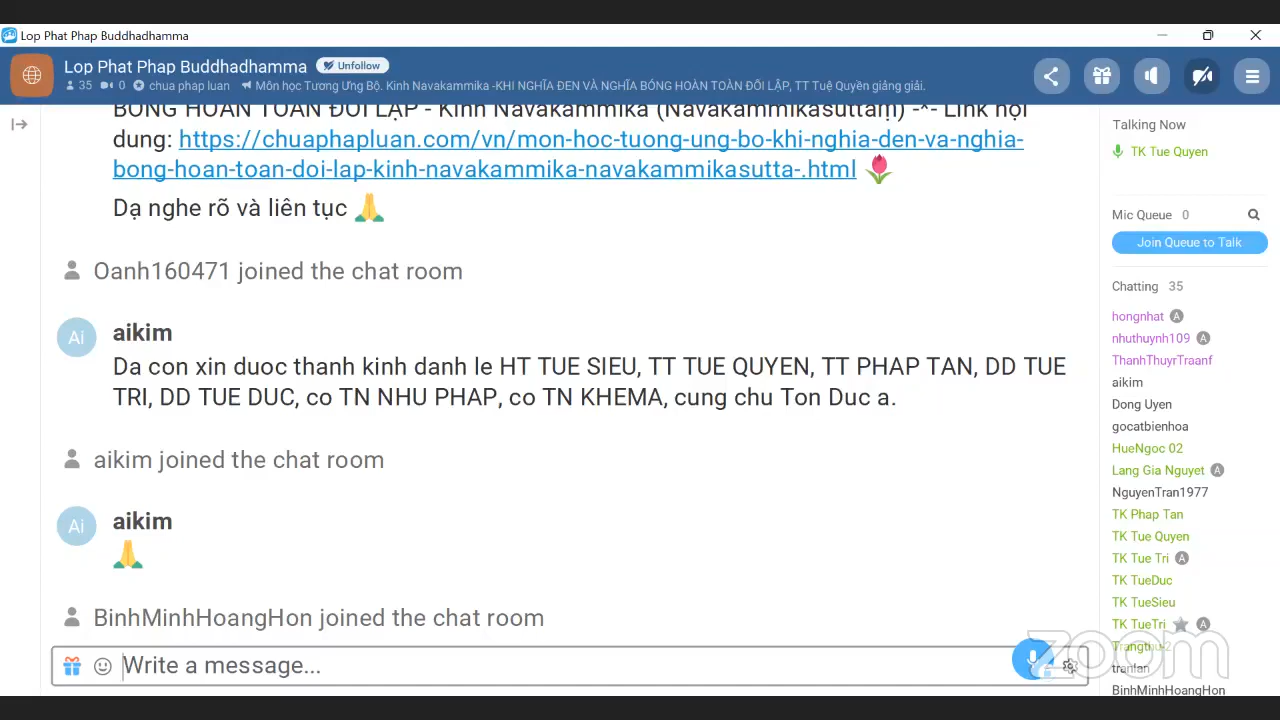 Lop Phat Phap Buddhadhamma
Lop Phat Phap Buddhadhamma Unfollow
35 0 chua phap luan Môn học Tương Ưng Bộ. Kinh Navakammika -KHI NGHĨA ĐEN VÀ NGHĨA BÓNG HOÀN TOÀN ĐỐI LẬP, TT Tuệ Quyền giảng giải.
BÓNG HOÀN TOÀN ĐỐI LẬP - Kinh Navakammika (Navakammikasuttaṃ) -*- Link nội
dung: https://chuaphapluan.com/vn/mon-hoc-tuong-ung-bo-khi-nghia-den-va-nghia-
bong-hoan-toan-doi-lap-kinh-navakammika-navakammikasutta-.html 🌷
Dạ nghe rõ và liên tục 🙏
Oanh160471 joined the chat room
Ai aikim
Da con xin duoc thanh kinh danh le HT TUE SIEU, TT TUE QUYEN, TT PHAP TAN, DD TUE
TRI, DD TUE DUC, co TN NHU PHAP, co TN KHEMA, cung chu Ton Duc a.
aikim joined the chat room
Ai aikim
🙏
BinhMinhHoangHon joined the chat room
Write a message...
Talking Now
TK Tue Quyen
Mic Queue 0
Join Queue to Talk
Chatting 35
hongnhat A
nhuthuynh109 A
ThanhThuyrTraanf
aikim
Dong Uyen
gocatbienhoa
HueNgoc 02
Lang Gia Nguyet A
NguyenTran1977
TK Phap Tan
TK Tue Quyen
TK Tue Tri A
TK TueDuc
TK TueSieu
TK TueTri A
Trangthu-2
tranlan
BinhMinhHoangHon
zoom